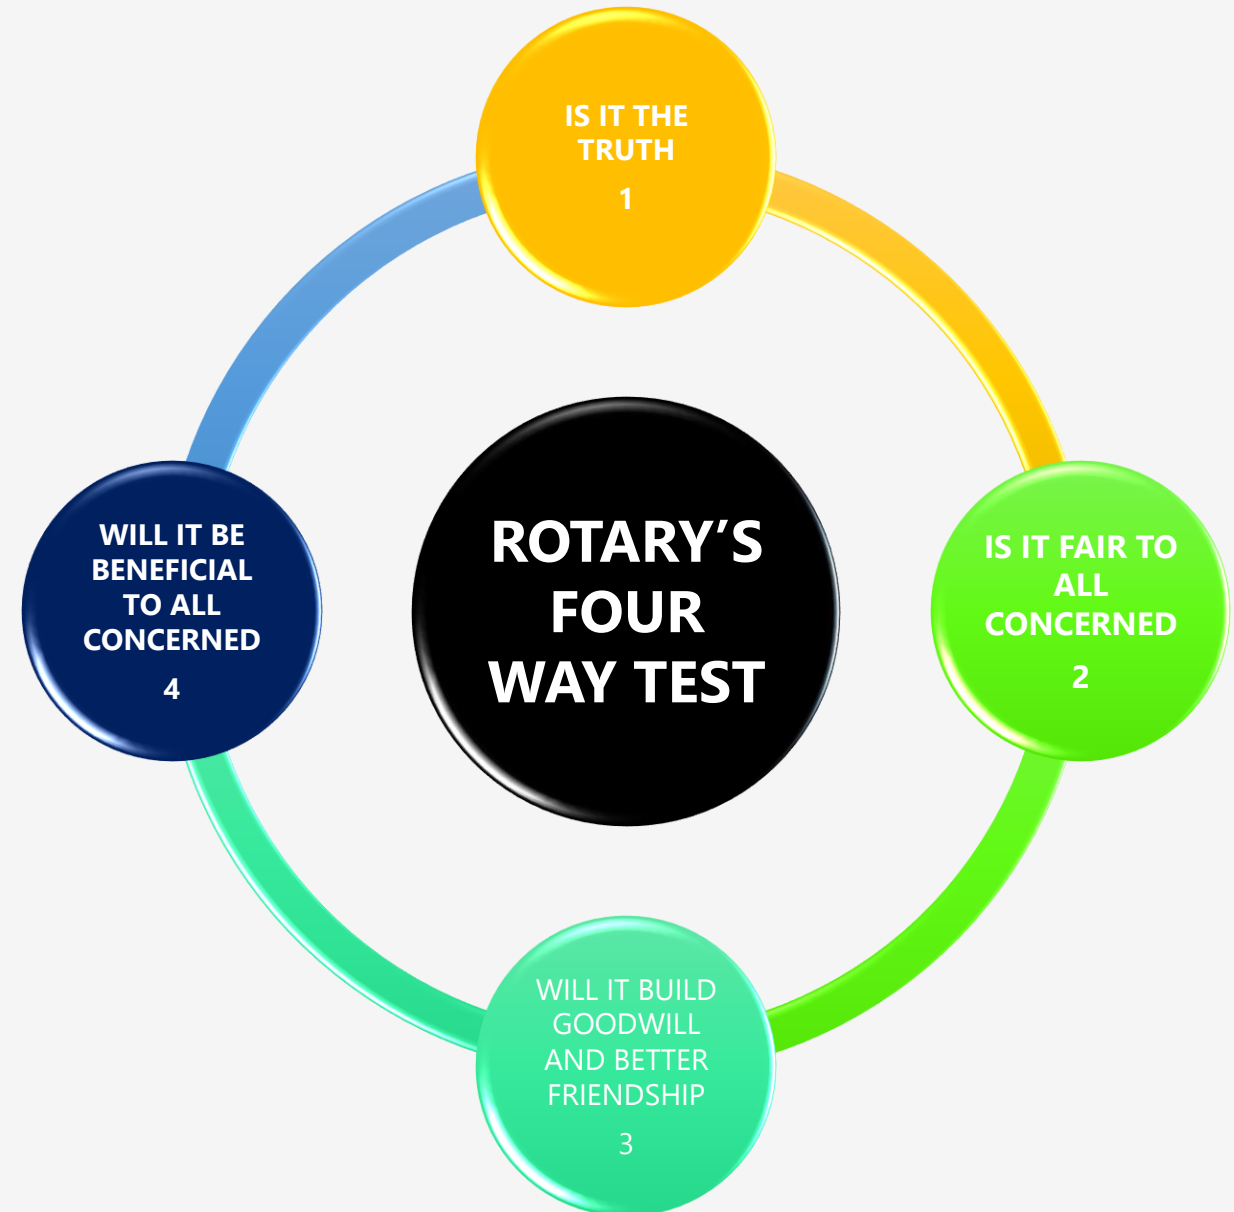 IS IT THE
TRUTH
1
IS IT FAIR TO
ALL
CONCERNED
2
WILL IT BUILD
GOODWILL
AND BETTER
FRIENDSHIP
3
WILL IT BE
BENEFICIAL
TO ALL
CONCERNED
4
ROTARY’S
FOUR
WAY TEST